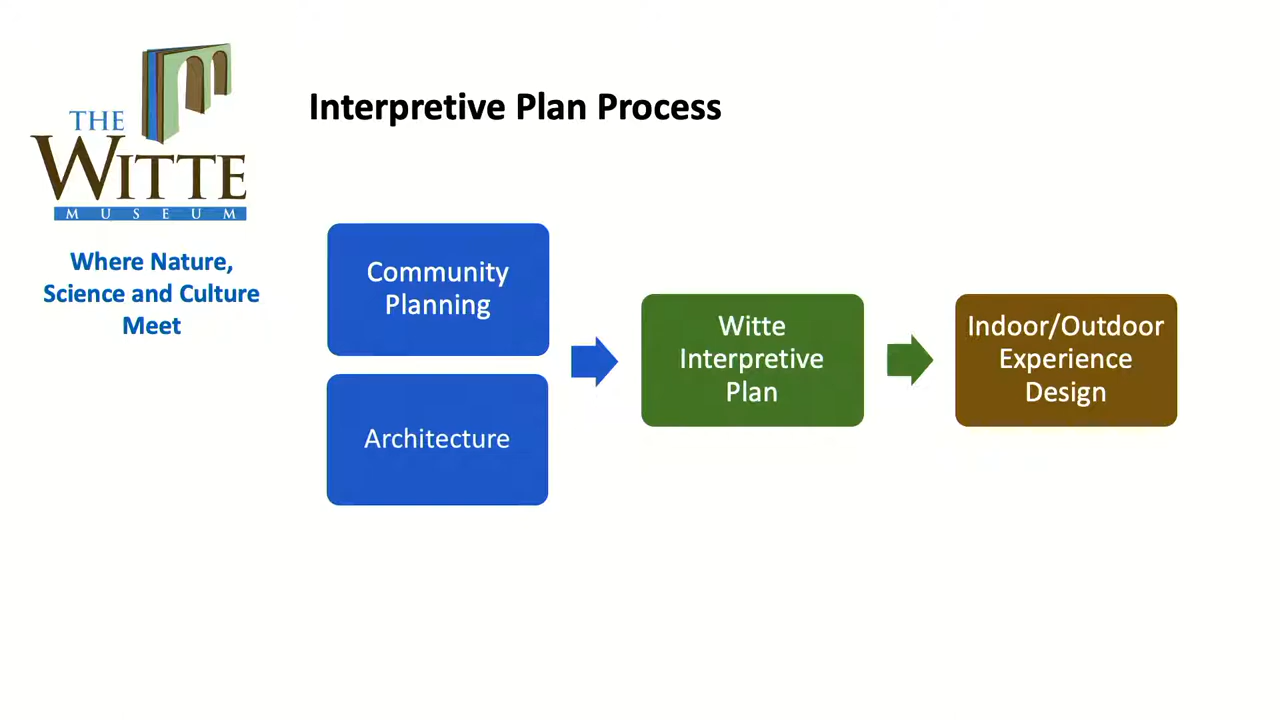 THE
WITTE
MUSEUM
Where Nature,
Science and Culture
Meet
Interpretive Plan Process
Community
Planning
Architecture
Witte
Interpretive
Plan
Indoor/Outdoor
Experience
Design